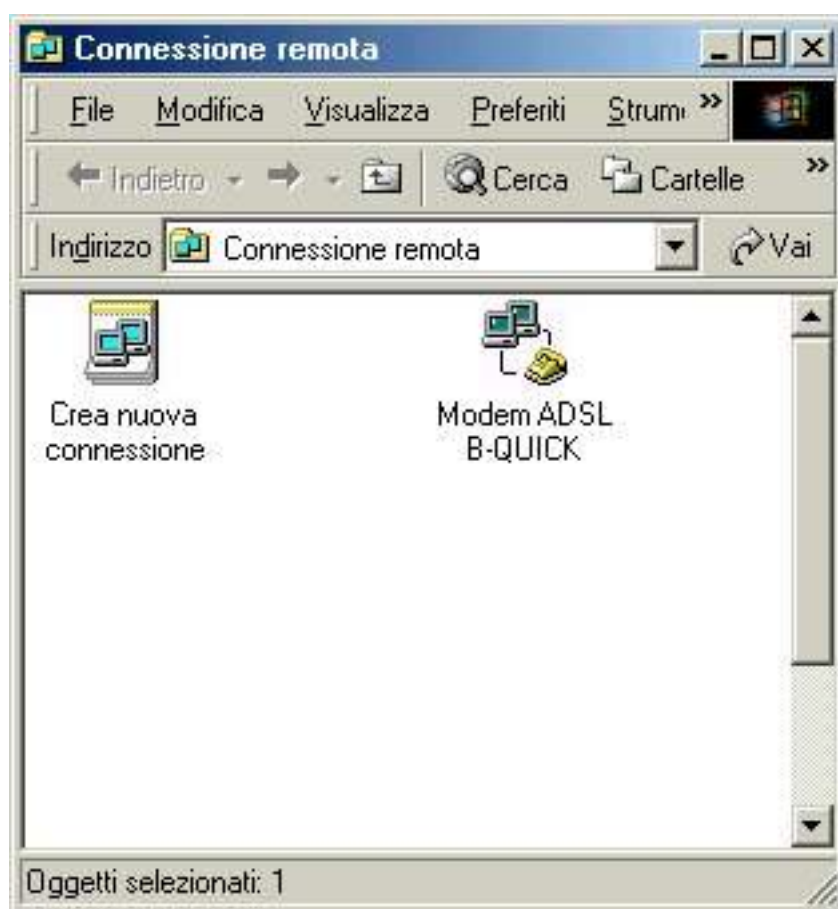 Connessione remota
File Modifica Visualizza Preferiti Strum »
Indietro Cerca Cartelle »
Indirizzo Connessione remota Vai
Crea nuova
connessione
Modem ADSL
B-QUICK
Oggetti selezionati: 1